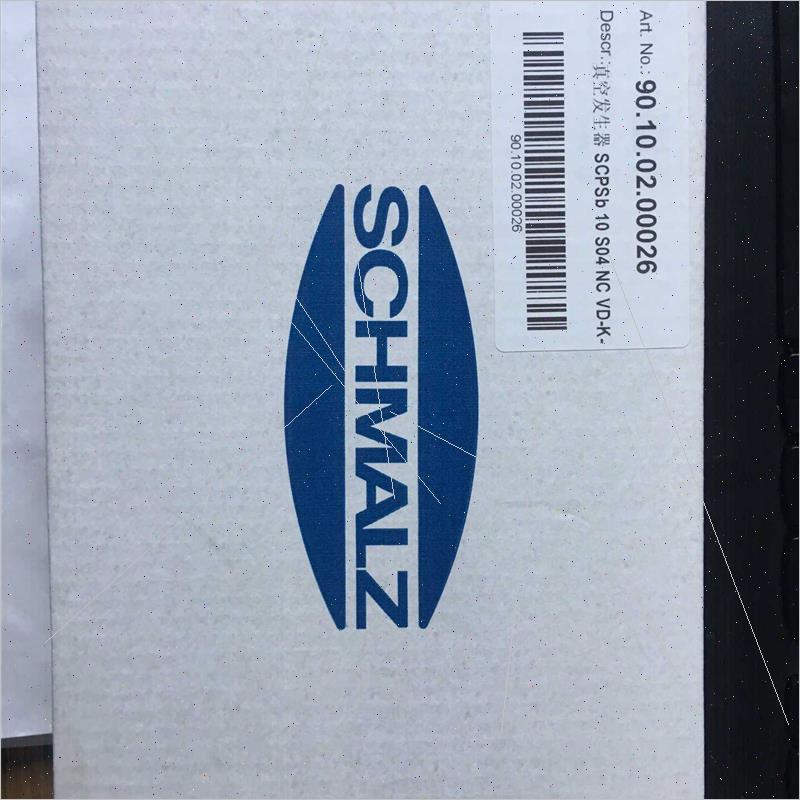 Art. No.: 90.10.02.00026
Descr.:真空发生器 SCPSb 10 S04 NC VD-K-
90.10.02.00026
SCHMALZ